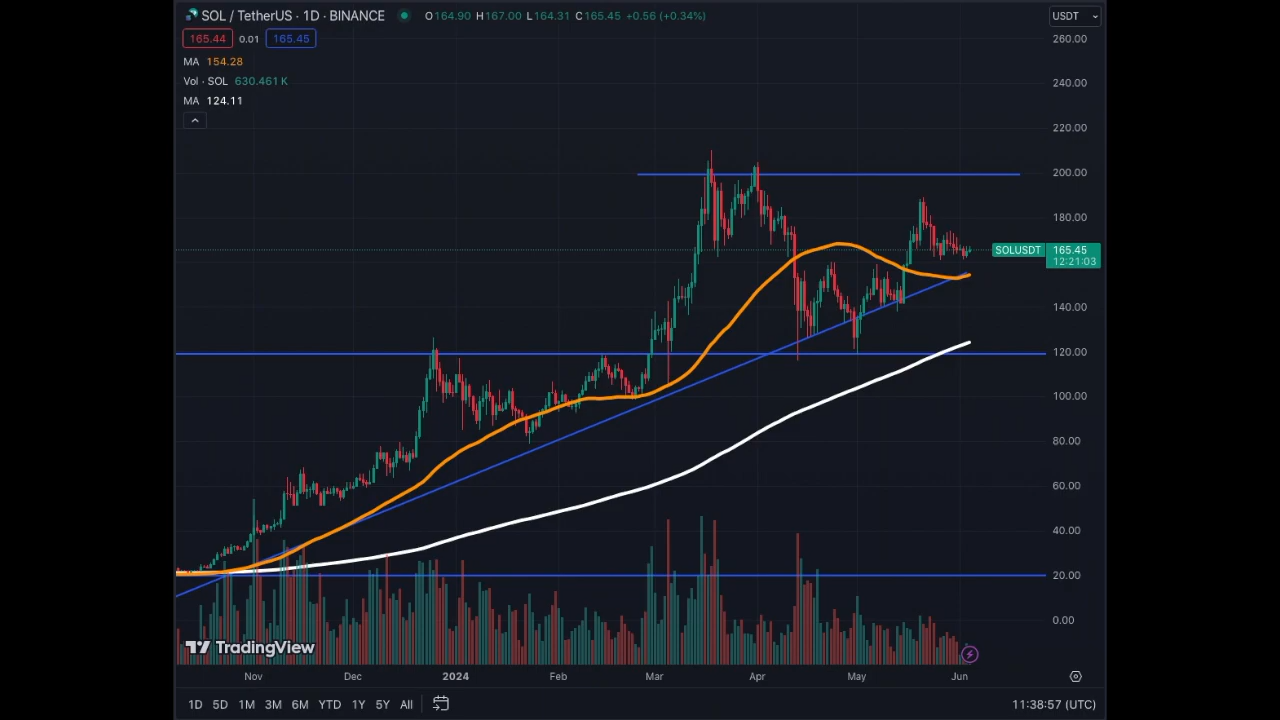 SOL / TetherUS · 1D · BINANCE O164.90 H167.00 L164.31 C165.45 +0.56 (+0.34%)
USDT
165.44 0.01 165.45
MA 154.28
Vol · SOL 630.461 K
MA 124.11
260.00
240.00
220.00
200.00
180.00
SOLUSDT 165.45
12:21:03
140.00
120.00
100.00
80.00
60.00
40.00
20.00
0.00
TradingView
Nov Dec 2024 Feb Mar Apr May Jun
1D 5D 1M 3M 6M YTD 1Y 5Y All 11:38:57 (UTC)